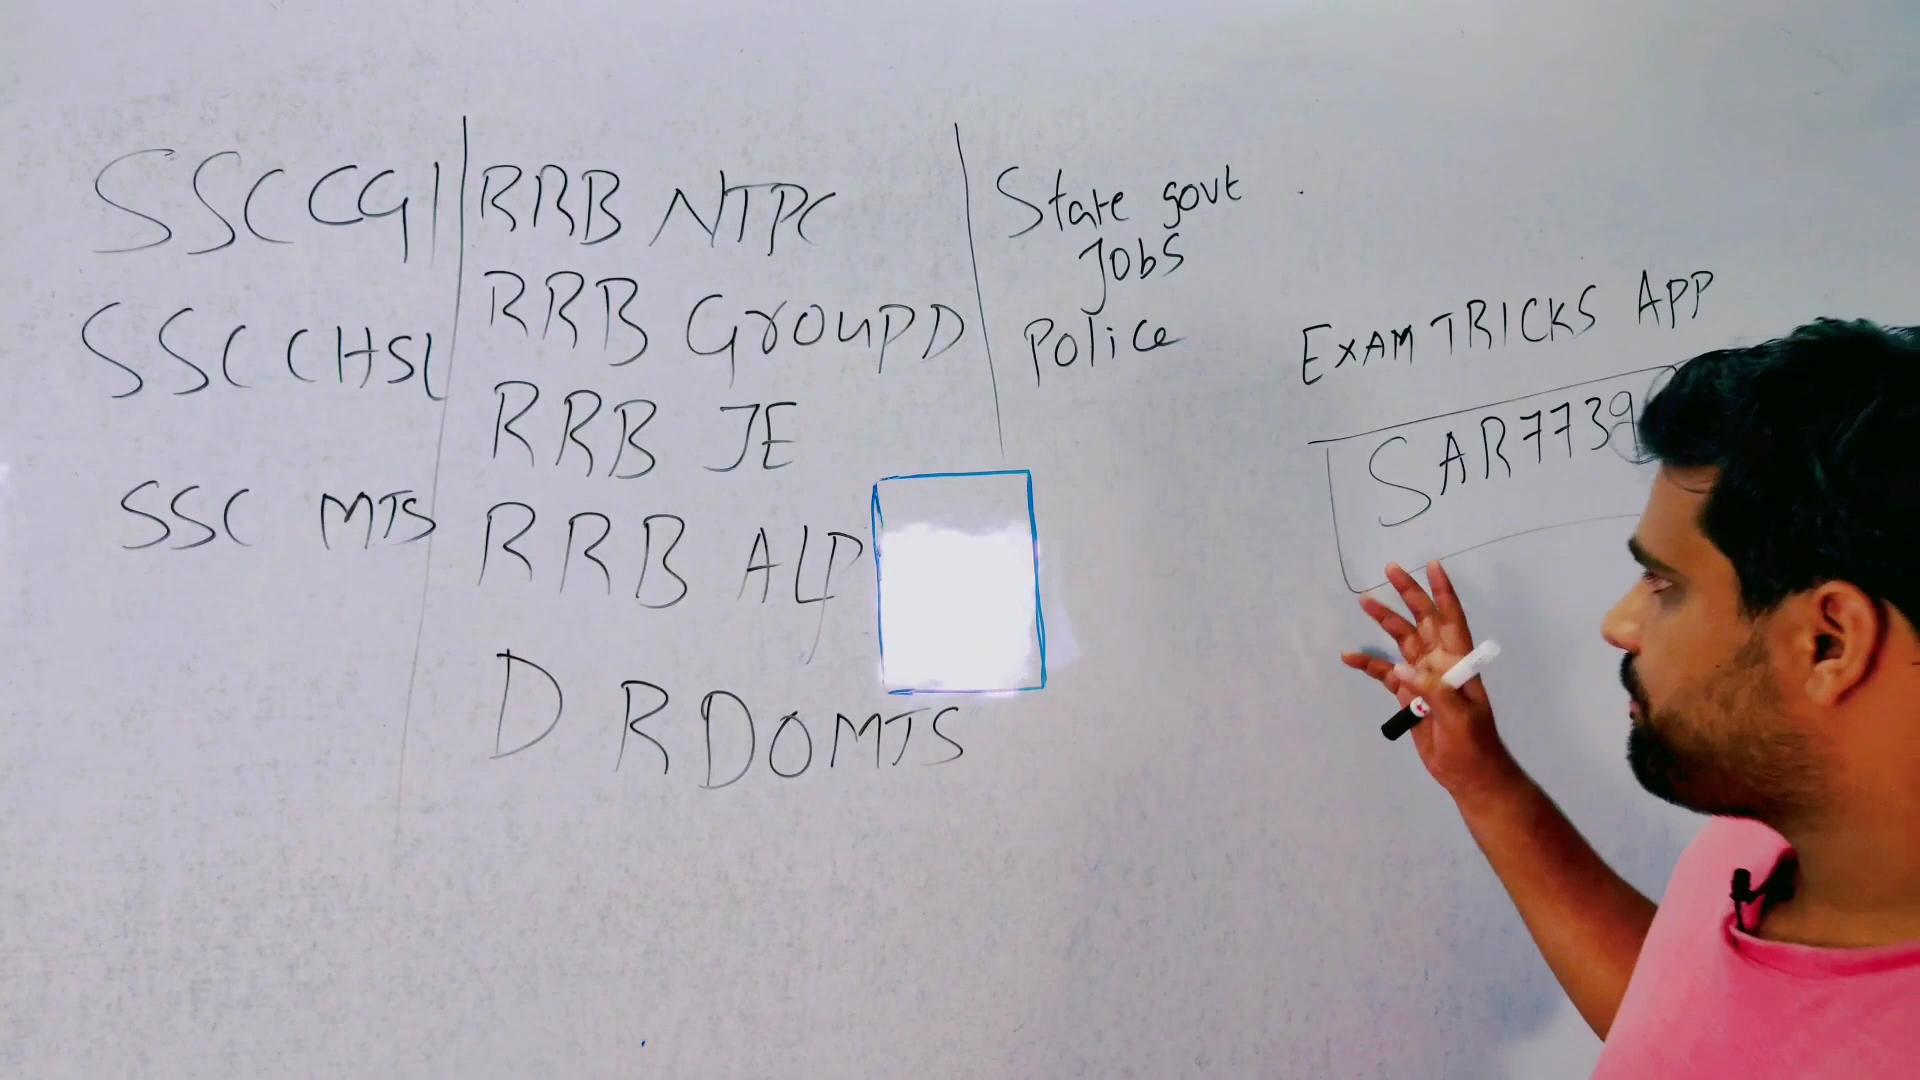 SSC CGL
SSC CHSL
SSC MTS
RRB NTPC
RRB GROUP D
RRB JE
RRB ALP
DRDO MTS
State govt
Jobs
Police
EXAM TRICKS APP
SAR7739